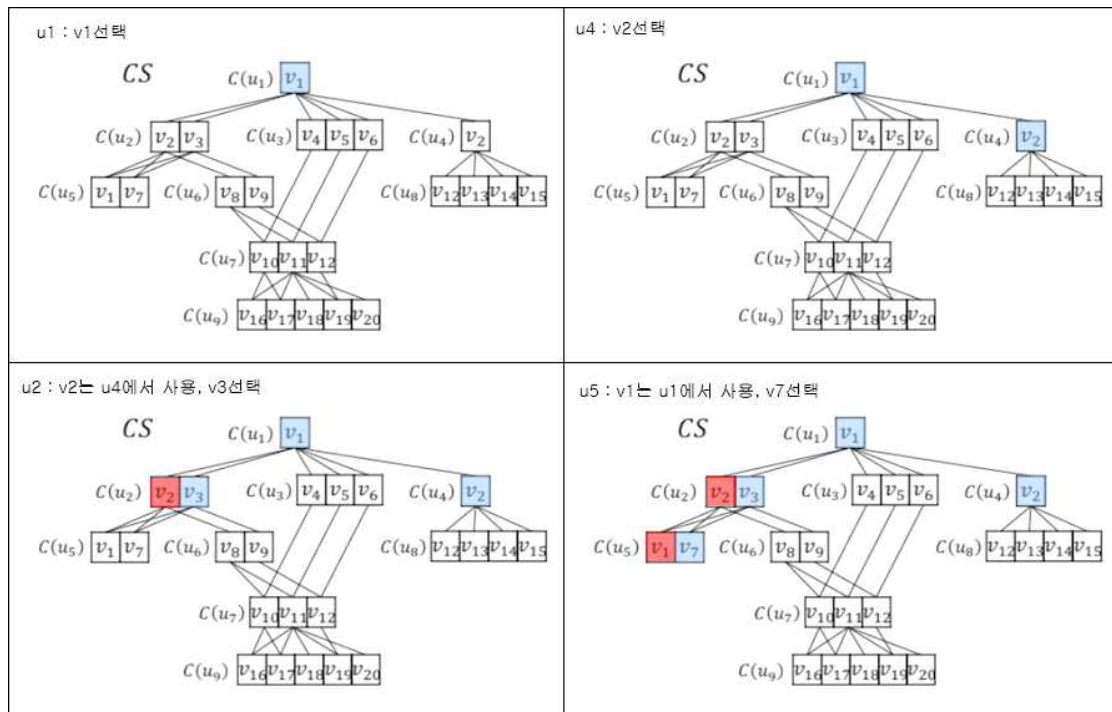 u1 : v1선택
CS
C(u₁) v₁
C(u₂) v₂ v₃ C(u₃) v₄ v₅ v₆ C(u₄) v₂
C(u₅) v₁ v₇ C(u₆) v₈ v₉ C(u₈) v₁₂ v₁₃ v₁₄ v₁₅
C(u₇) v₁₀ v₁₁ v₁₂
C(u₉) v₁₆ v₁₇ v₁₈ v₁₉ v₂₀
u4 : v2선택
CS
C(u₁) v₁
C(u₂) v₂ v₃ C(u₃) v₄ v₅ v₆ C(u₄) v₂
C(u₅) v₁ v₇ C(u₆) v₈ v₉ C(u₈) v₁₂ v₁₃ v₁₄ v₁₅
C(u₇) v₁₀ v₁₁ v₁₂
C(u₉) v₁₆ v₁₇ v₁₈ v₁₉ v₂₀
u2 : v2는 u4에서 사용, v3선택
CS
C(u₁) v₁
C(u₂) v₂ v₃ C(u₃) v₄ v₅ v₆ C(u₄) v₂
C(u₅) v₁ v₇ C(u₆) v₈ v₉ C(u₈) v₁₂ v₁₃ v₁₄ v₁₅
C(u₇) v₁₀ v₁₁ v₁₂
C(u₉) v₁₆ v₁₇ v₁₈ v₁₉ v₂₀
u5 : v1는 u1에서 사용, v7선택
CS
C(u₁) v₁
C(u₂) v₂ v₃ C(u₃) v₄ v₅ v₆ C(u₄) v₂
C(u₅) v₁ v₇ C(u₆) v₈ v₉ C(u₈) v₁₂ v₁₃ v₁₄ v₁₅
C(u₇) v₁₀ v₁₁ v₁₂
C(u₉) v₁₆ v₁₇ v₁₈ v₁₉ v₂₀